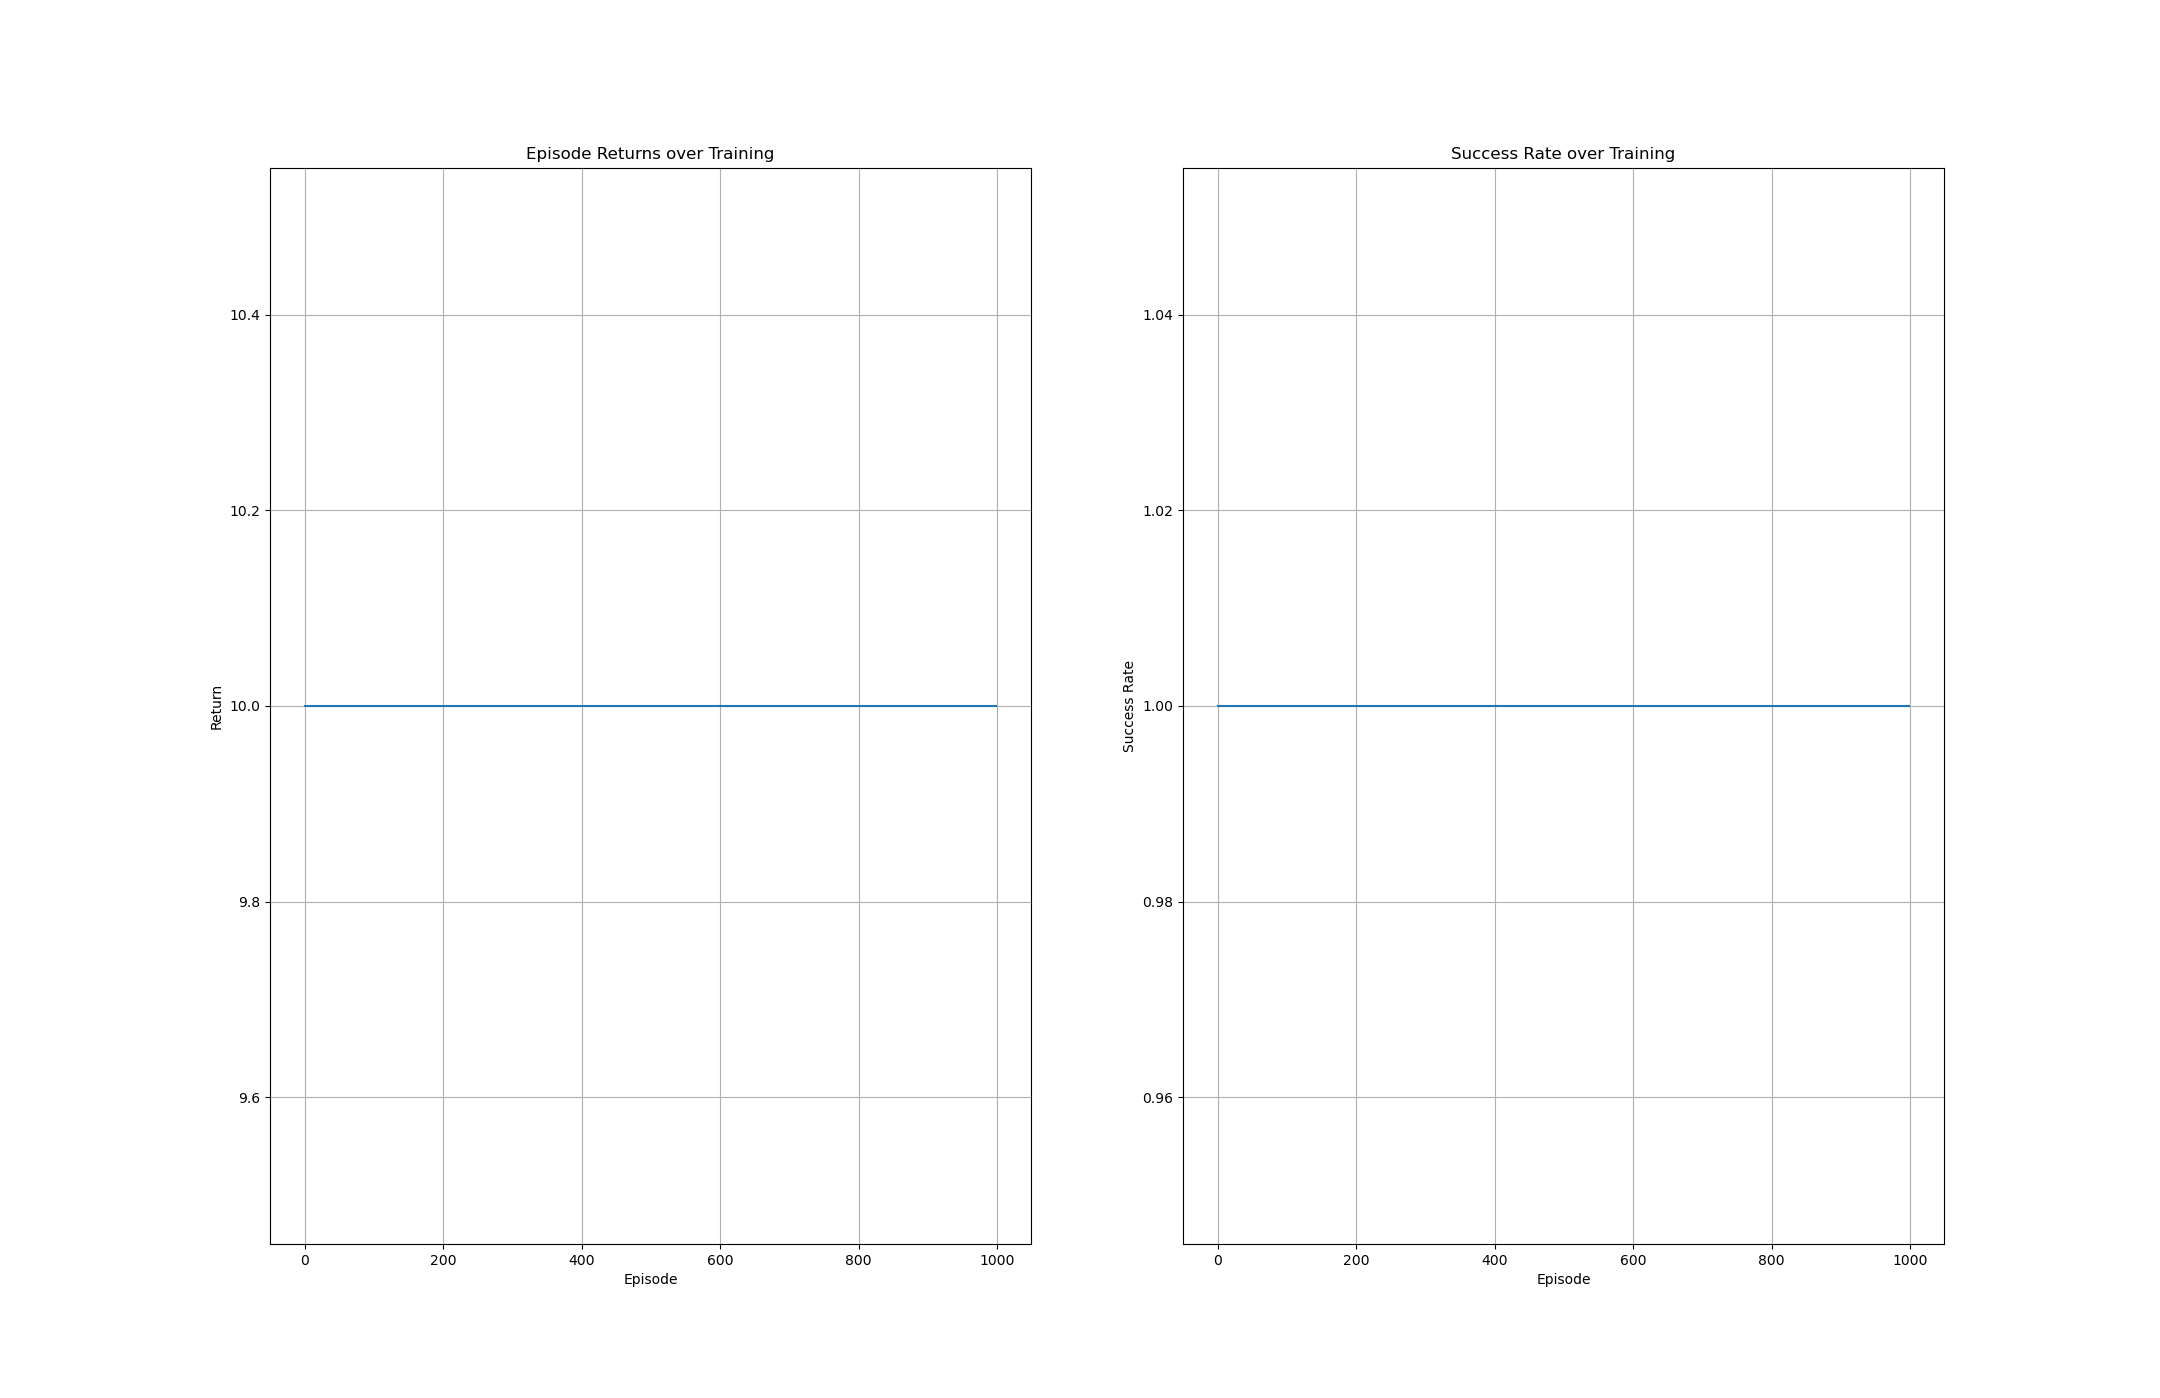 Episode Returns over Training
10.4
10.2
10.0
9.8
9.6
Return
0 200 400 600 800 1000
Episode
Success Rate over Training
1.04
1.02
1.00
0.98
0.96
Success Rate
0 200 400 600 800 1000
Episode